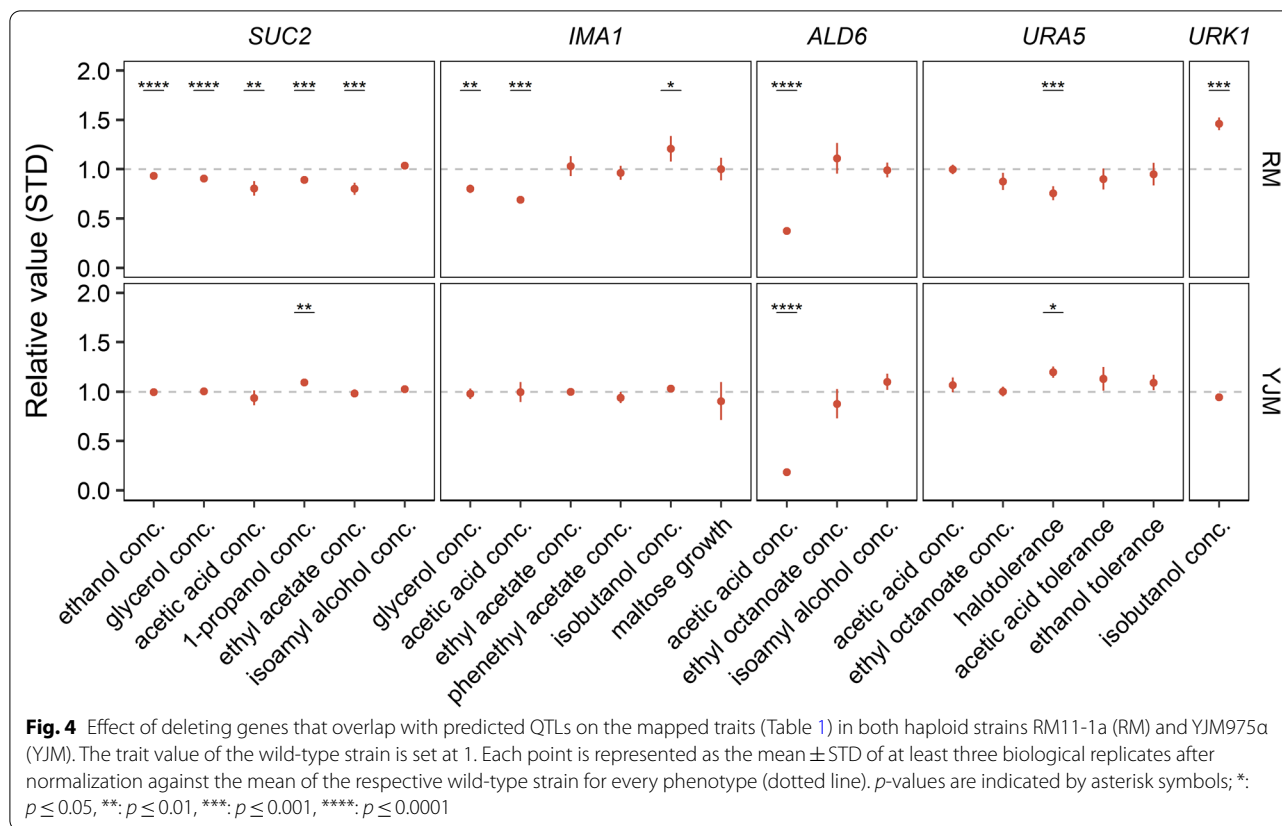 SUC2 IMA1 ALD6 URA5 URK1
Relative value (STD)
2.0
1.5
1.0
0.5
0.0
**** **** ** *** *** ** *** * **** *** ***
RM
2.0
1.5
1.0
0.5
0.0
** **** *
YJM
ethanol conc.
glycerol conc.
acetic acid conc.
1-propanol conc.
ethyl acetate conc.
isoamyl alcohol conc.
glycerol conc.
acetic acid conc.
ethyl acetate conc.
phenethyl acetate conc.
isobutanol conc.
maltose growth
acetic acid conc.
ethyl octanoate conc.
isoamyl alcohol conc.
acetic acid conc.
ethyl octanoate conc.
halotolerance
acetic acid tolerance
ethanol tolerance
isobutanol conc.
Fig. 4 Effect of deleting genes that overlap with predicted QTLs on the mapped traits (Table 1) in both haploid strains RM11-1a (RM) and YJM975α
(YJM). The trait value of the wild-type strain is set at 1. Each point is represented as the mean ± STD of at least three biological replicates after
normalization against the mean of the respective wild-type strain for every phenotype (dotted line). p-values are indicated by asterisk symbols; *:
p ≤ 0.05, **: p ≤ 0.01, ***: p ≤ 0.001, ****: p ≤ 0.0001